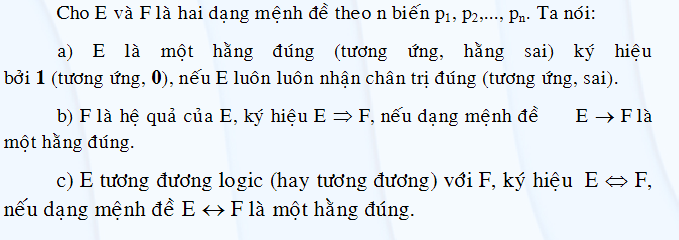 Cho E và F là hai dạng mệnh đề theo n biến p₁, p₂,..., pₙ. Ta nói:
a) E là một hằng đúng (tương ứng, hằng sai) ký hiệu
bởi 1 (tương ứng, 0), nếu E luôn luôn nhận chân trị đúng (tương ứng, sai).
b) F là hệ quả của E, ký hiệu E ⇒ F, nếu dạng mệnh đề E → F là
một hằng đúng.
c) E tương đương logic (hay tương đương) với F, ký hiệu E ⇔ F,
nếu dạng mệnh đề E ↔ F là một hằng đúng.